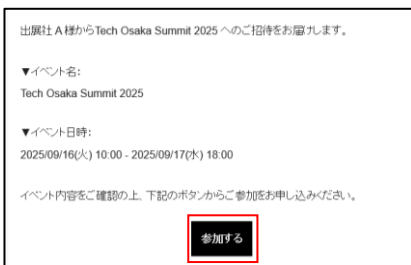 出展社 A 様からTech Osaka Summit 2025 へのご招待をお届けします。
▼イベント名:
Tech Osaka Summit 2025
▼イベント日時:
2025/09/16(火) 10:00 - 2025/09/17(水) 18:00
イベント内容をご確認の上、下記のボタンからご参加をお申し込みください。
参加する